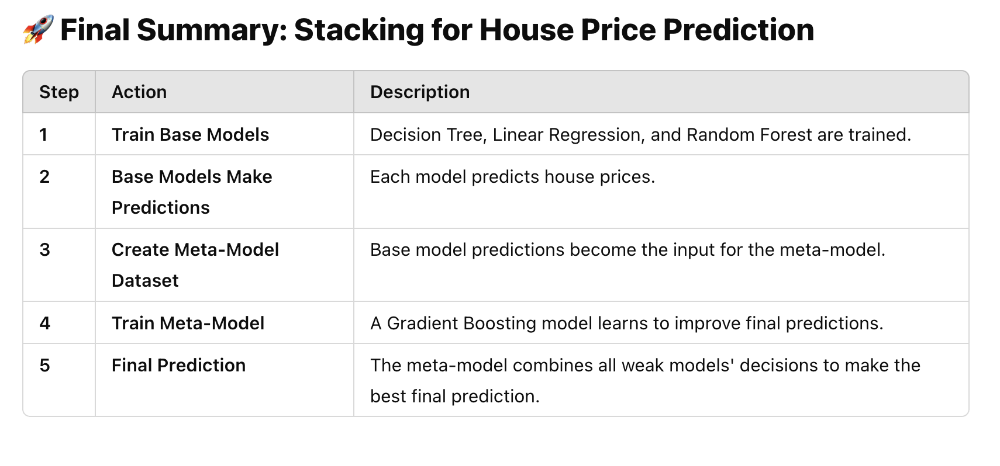 🚀 Final Summary: Stacking for House Price Prediction
Step Action Description
1 Train Base Models Decision Tree, Linear Regression, and Random Forest are trained.
2 Base Models Make Each model predicts house prices.
Predictions
3 Create Meta-Model Base model predictions become the input for the meta-model.
Dataset
4 Train Meta-Model A Gradient Boosting model learns to improve final predictions.
5 Final Prediction The meta-model combines all weak models' decisions to make the
best final prediction.